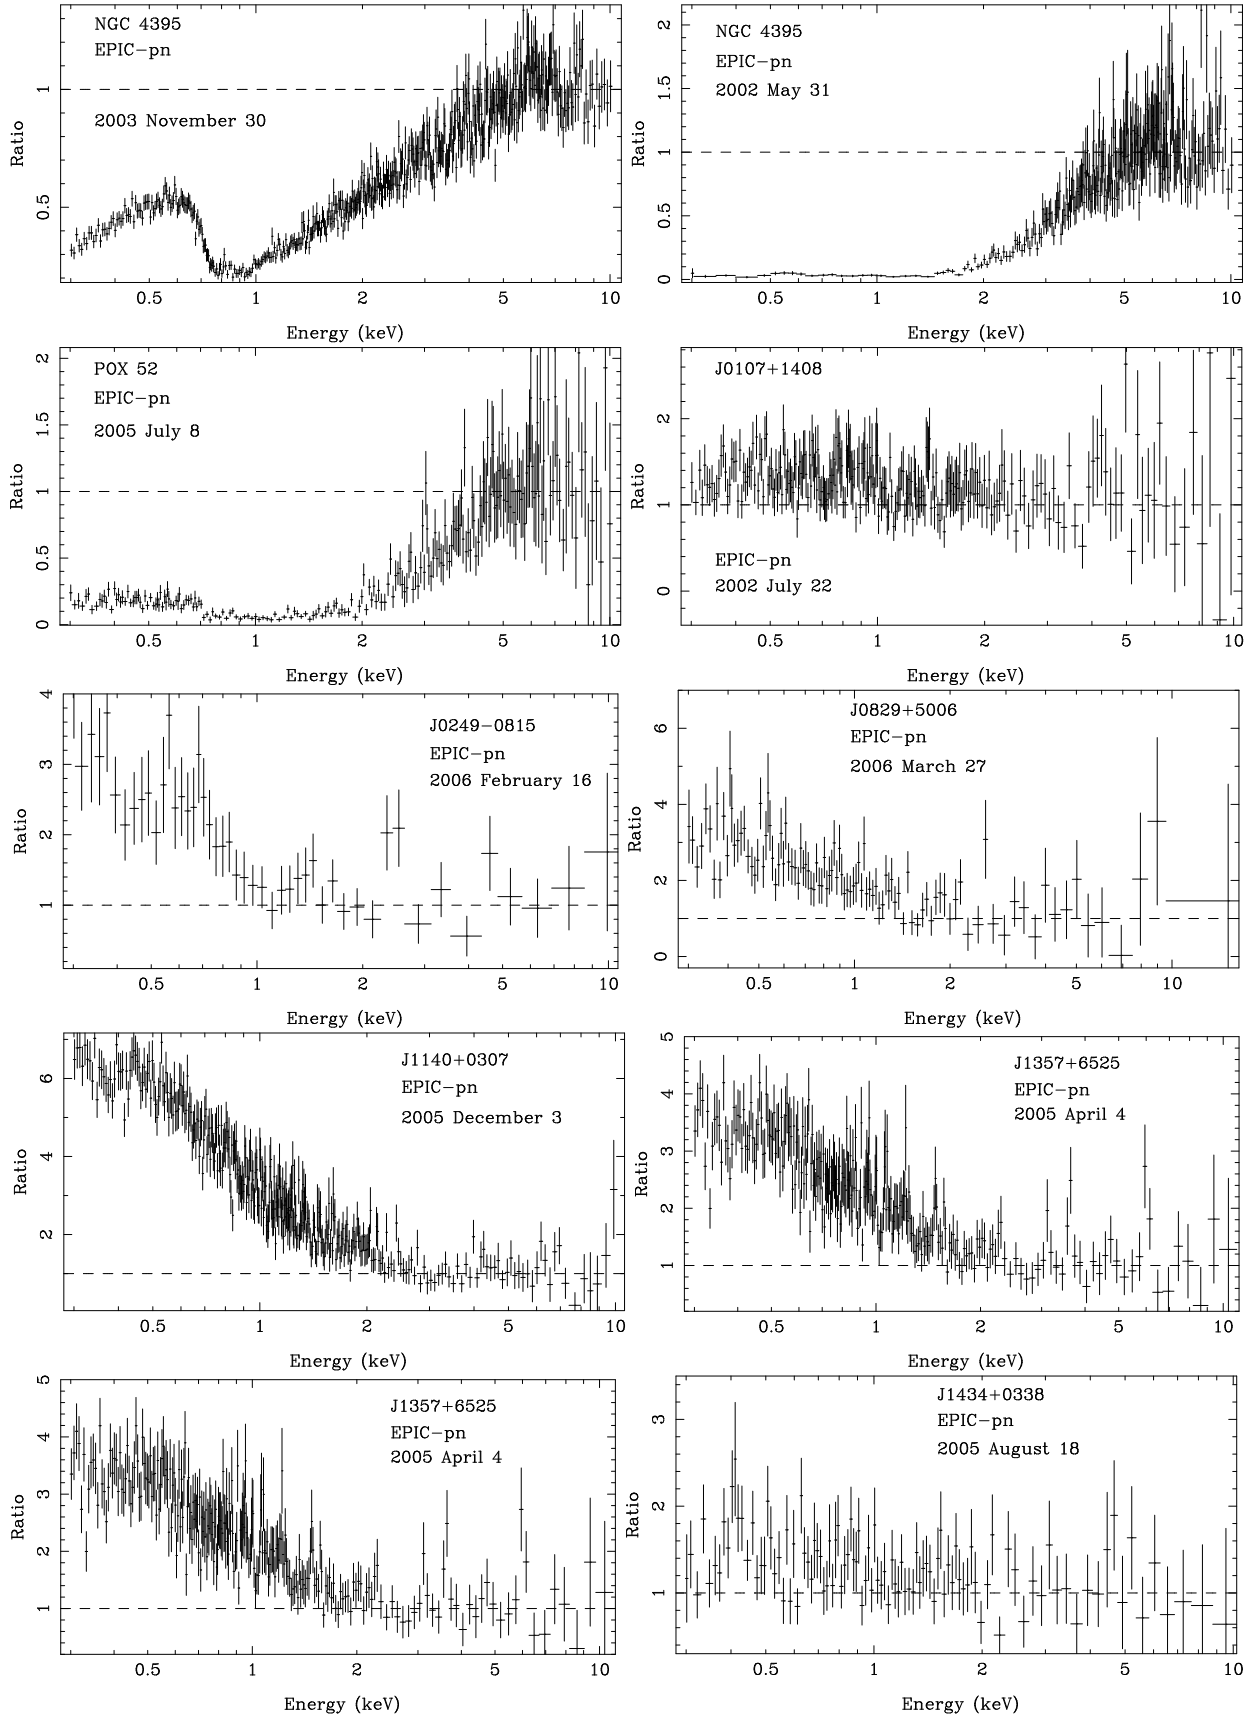 NGC 4395
EPIC-pn
2003 November 30
Ratio
1
0.5
0.5 1 2 5 10
Energy (keV)
NGC 4395
EPIC-pn
2002 May 31
Ratio
2
1.5
1
0.5
0
0.5 1 2 5 10
Energy (keV)
POX 52
EPIC-pn
2005 July 8
Ratio
2
1.5
1
0.5
0
0.5 1 2 5 10
Energy (keV)
J0107+1408
EPIC-pn
2002 July 22
Ratio
2
1
0
0.5 1 2 5 10
Energy (keV)
J0249-0815
EPIC-pn
2006 February 16
Ratio
4
3
2
1
0.5 1 2 5 10
Energy (keV)
J0829+5006
EPIC-pn
2006 March 27
Ratio
6
4
2
0
0.5 1 2 5 10
Energy (keV)
J1140+0307
EPIC-pn
2005 December 3
Ratio
6
4
2
0.5 1 2 5 10
Energy (keV)
J1357+6525
EPIC-pn
2005 April 4
Ratio
5
4
3
2
1
0.5 1 2 5 10
Energy (keV)
J1357+6525
EPIC-pn
2005 April 4
Ratio
5
4
3
2
1
0.5 1 2 5 10
Energy (keV)
J1434+0338
EPIC-pn
2005 August 18
Ratio
3
2
1
0.5 1 2 5 10
Energy (keV)